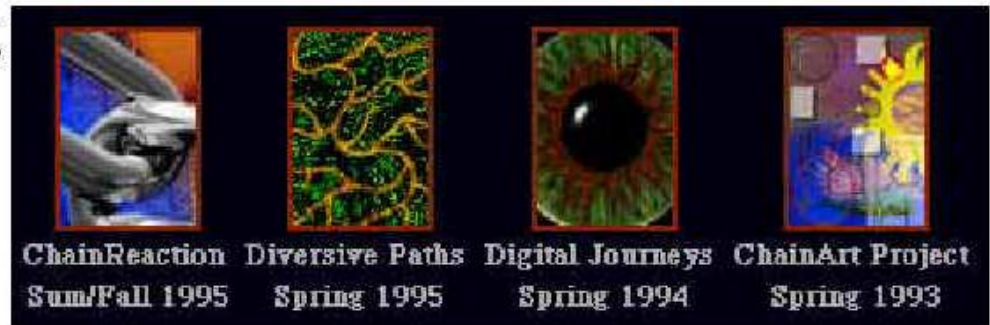 ChainReaction Diversive Paths Digital Journeys ChainArt Project
Sum/Fall 1995 Spring 1995 Spring 1994 Spring 1993